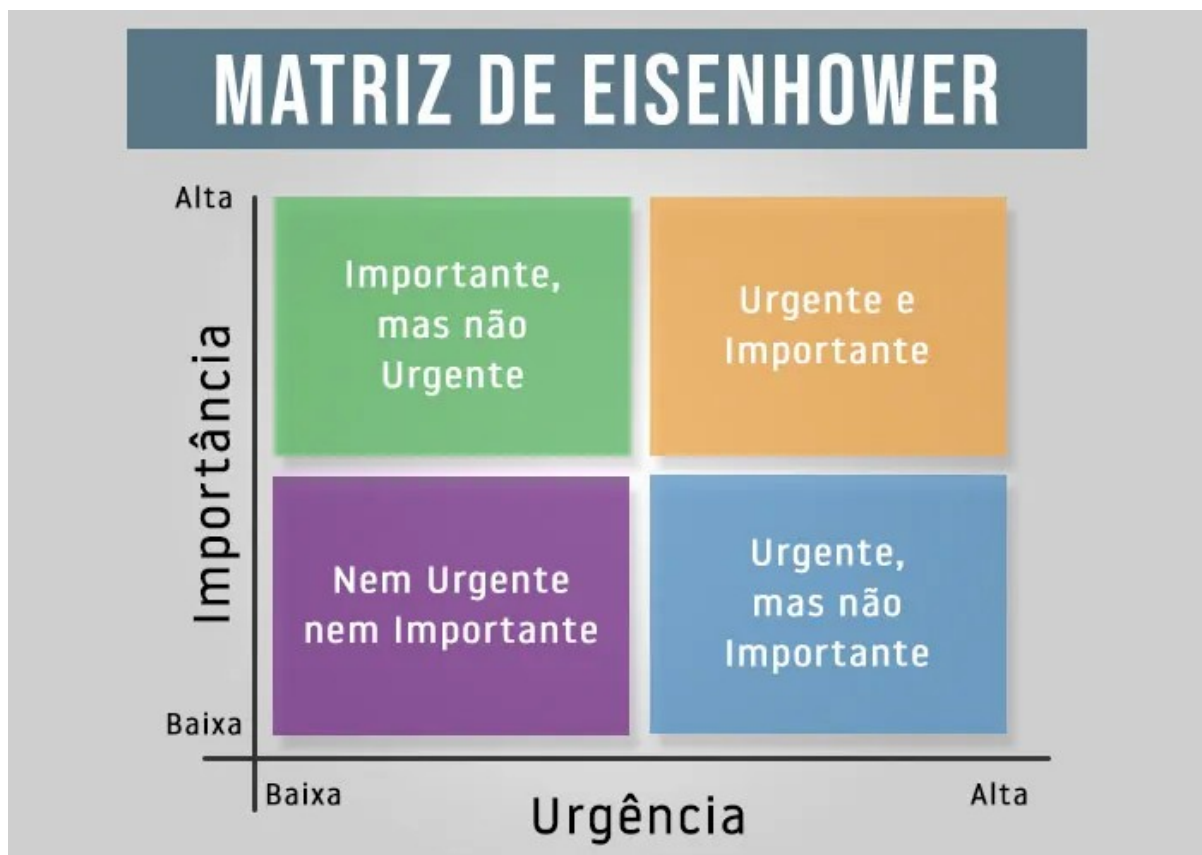 MATRIZ DE EISENHOWER
Alta
Importância
Baixa
Importante,
mas não
Urgente
Urgente e
Importante
Nem Urgente
nem Importante
Urgente,
mas não
Importante
Baixa
Urgência
Alta